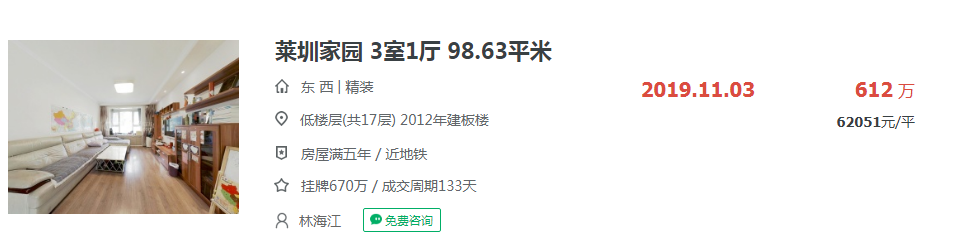 莱圳家园 3室1厅 98.63平米
东 西 | 精装
2019.11.03
612 万
低楼层(共17层) 2012年建板楼
62051元/平
房屋满五年 / 近地铁
挂牌670万 / 成交周期133天
林海江
免费咨询